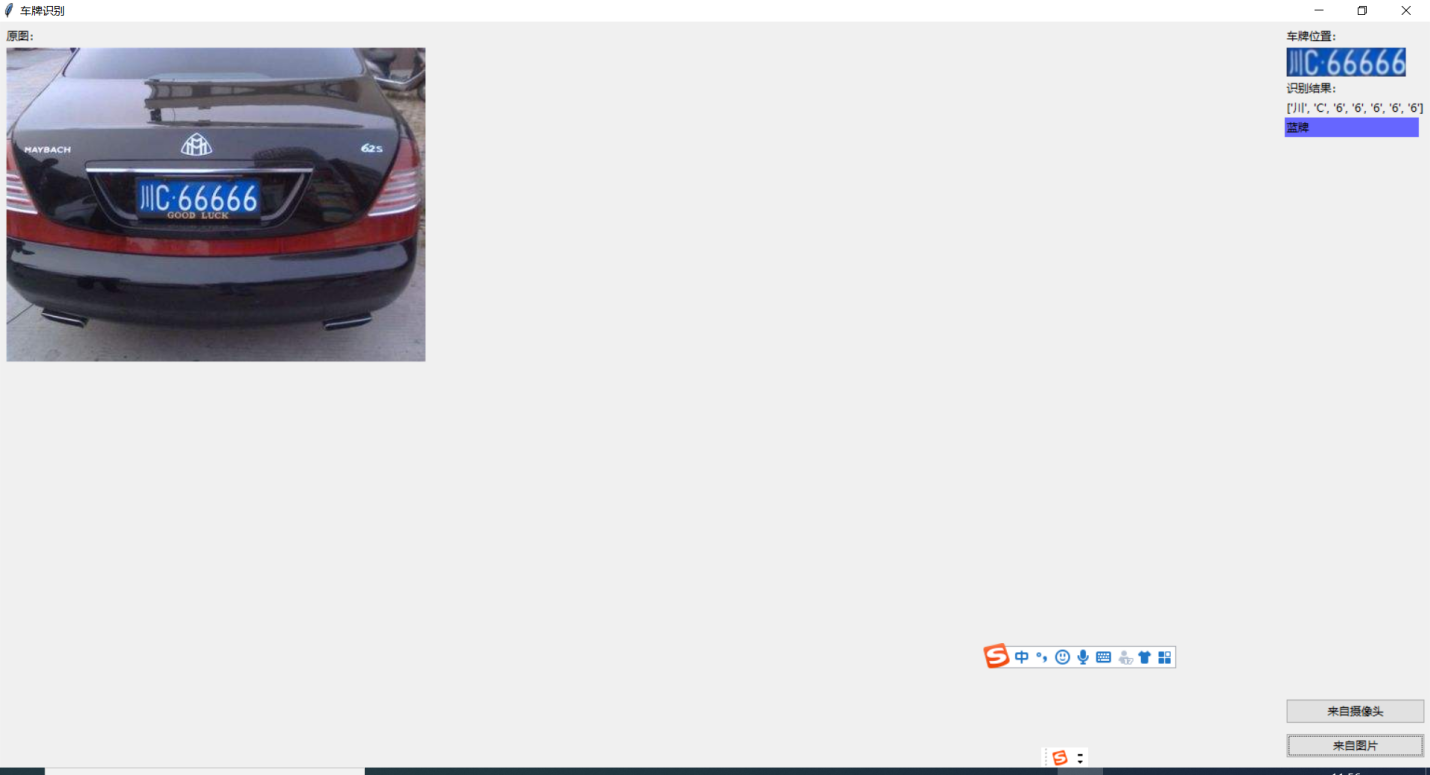 车牌识别
原图:
MAYBACH
62S
川C·66666
GOOD LUCK
车牌位置:
川C·66666
识别结果:
['川', 'C', '6', '6', '6', '6', '6']
蓝牌
中
来自摄像头
来自图片